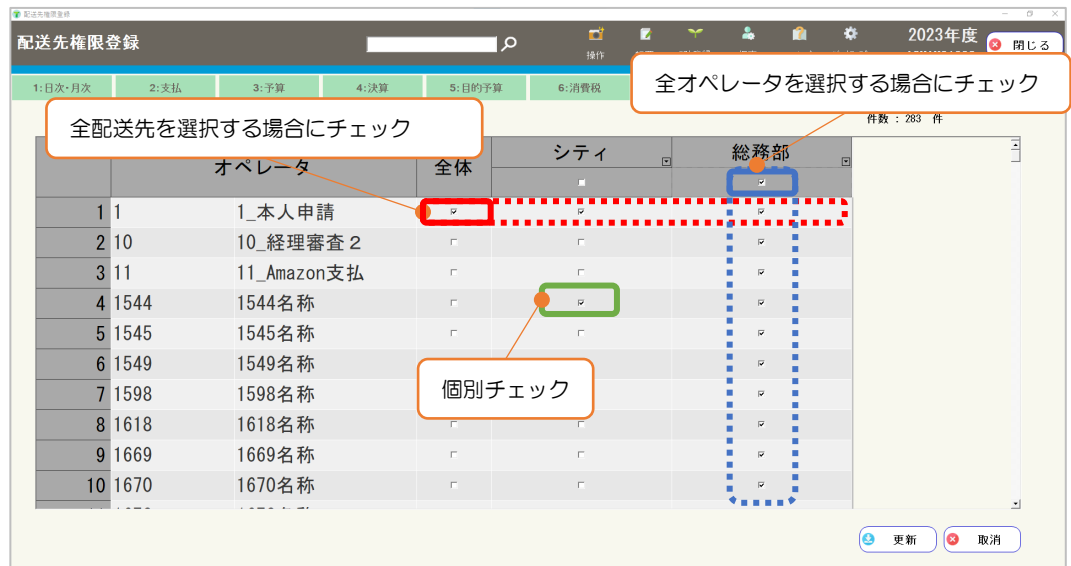 配送先権限登録
配送先権限登録
操作
2023年度
閉じる
1:日次・月次 2:支払 3:予算 4:決算 5:目的予算 6:消費税
全オペレータを選択する場合にチェック
件数 : 283 件
全配送先を選択する場合にチェック
オペレータ 全体 シティ 総務部
1 1 1_本人申請
2 10 10_経理審査2
3 11 11_Amazon支払
4 1544 1544名称
5 1545 1545名称
6 1549 1549名称
個別チェック
7 1598 1598名称
8 1618 1618名称
9 1669 1669名称
10 1670 1670名称
更新 取消